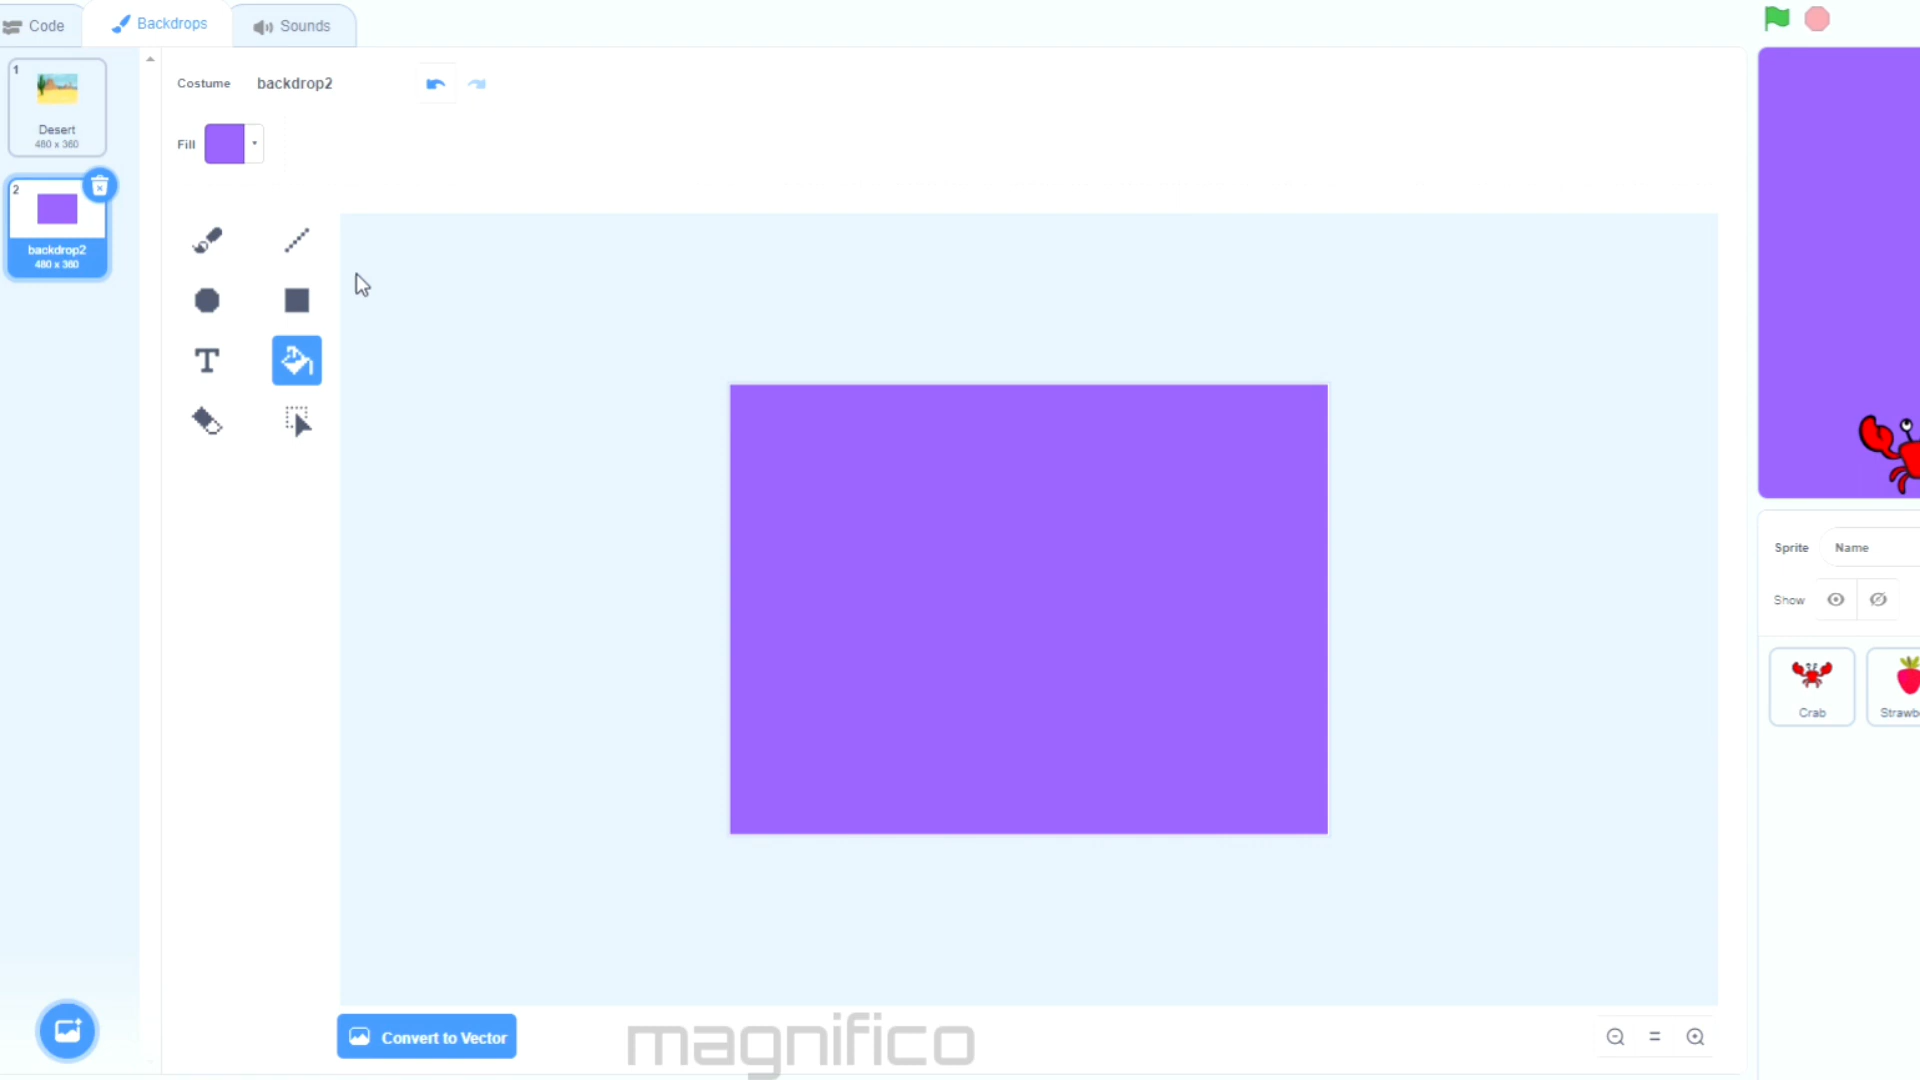 Code
Backdrops
Sounds
1
Desert
480 x 360
2
backdrop2
480 x 360
Costume
backdrop2
Fill
T
Convert to Vector
magnifico
Sprite
Name
Show
Crab
Strawb